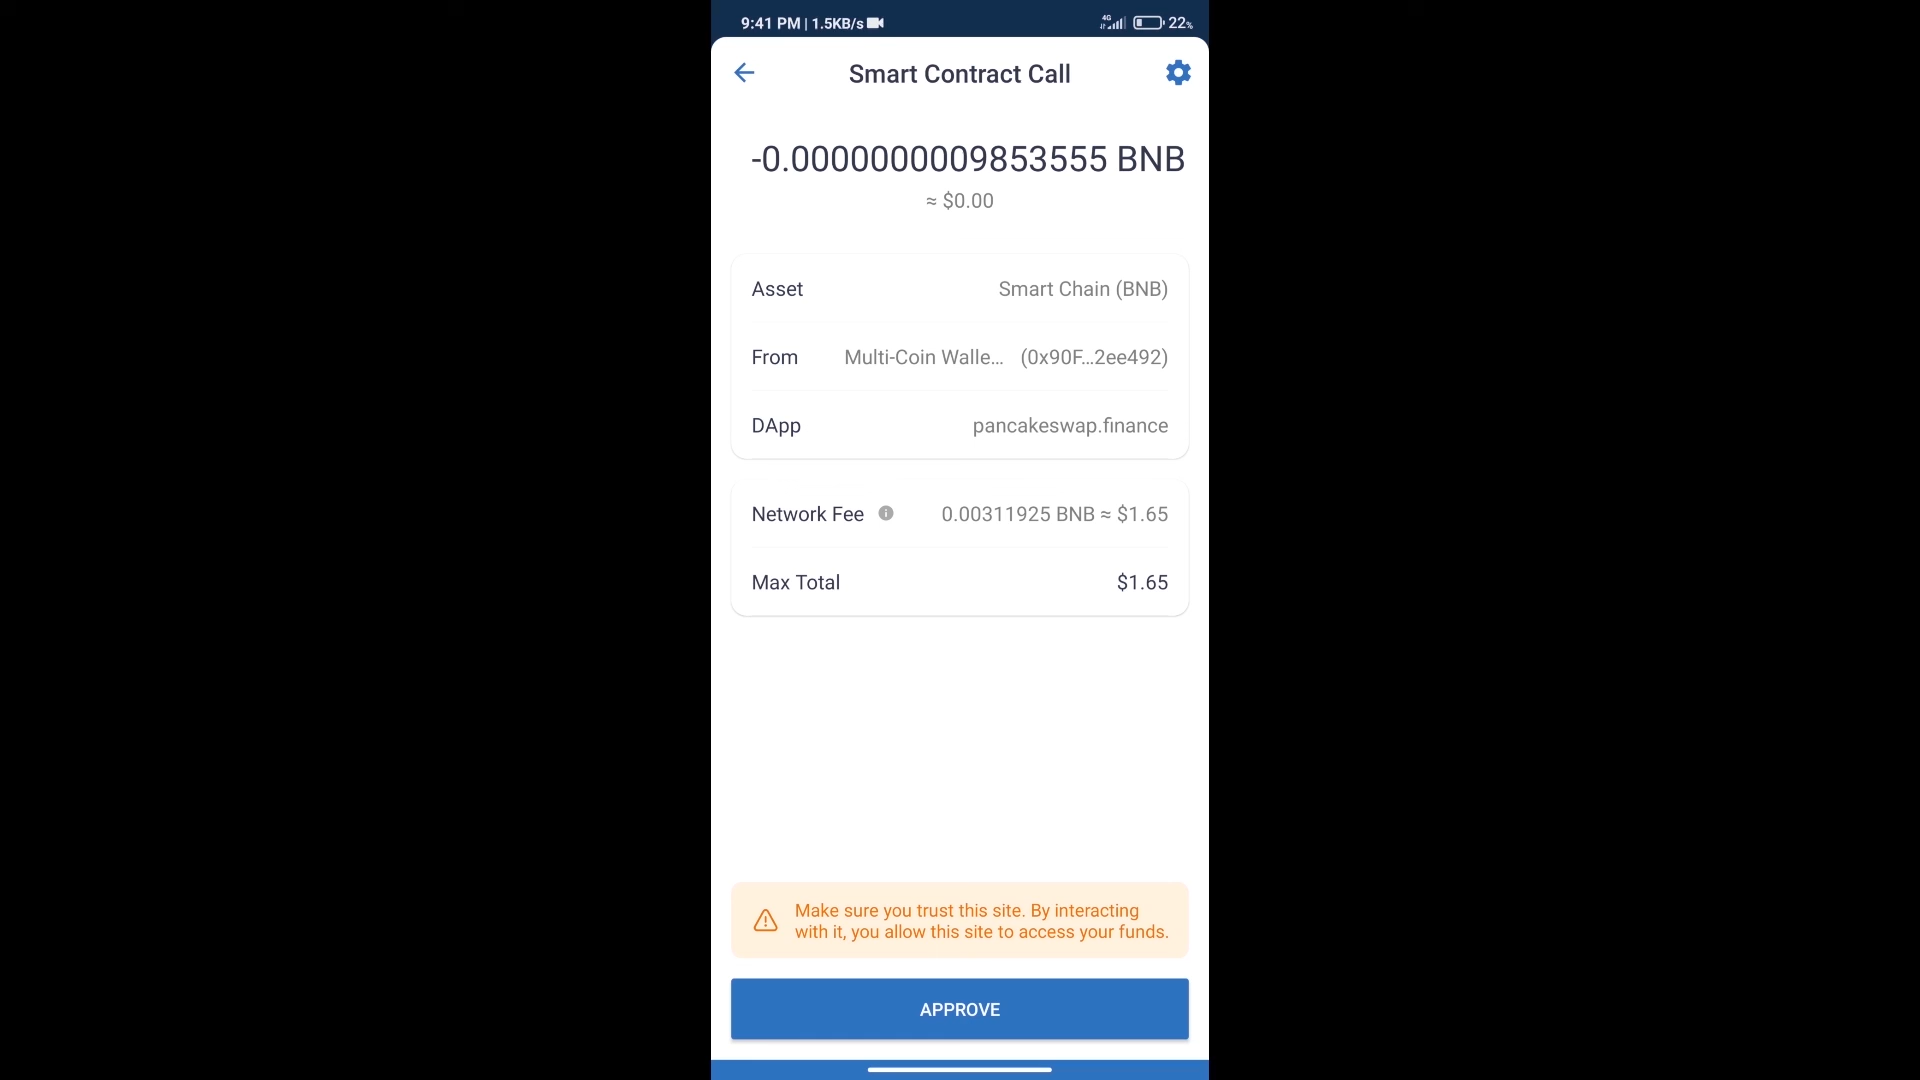 9:41 PM | 1.5KB/s 4G 22%
Smart Contract Call
-0.0000000009853555 BNB
≈ $0.00
Asset Smart Chain (BNB)
From Multi-Coin Walle... (0x90F...2ee492)
DApp pancakeswap.finance
Network Fee 0.00311925 BNB ≈ $1.65
Max Total $1.65
Make sure you trust this site. By interacting
with it, you allow this site to access your funds.
APPROVE